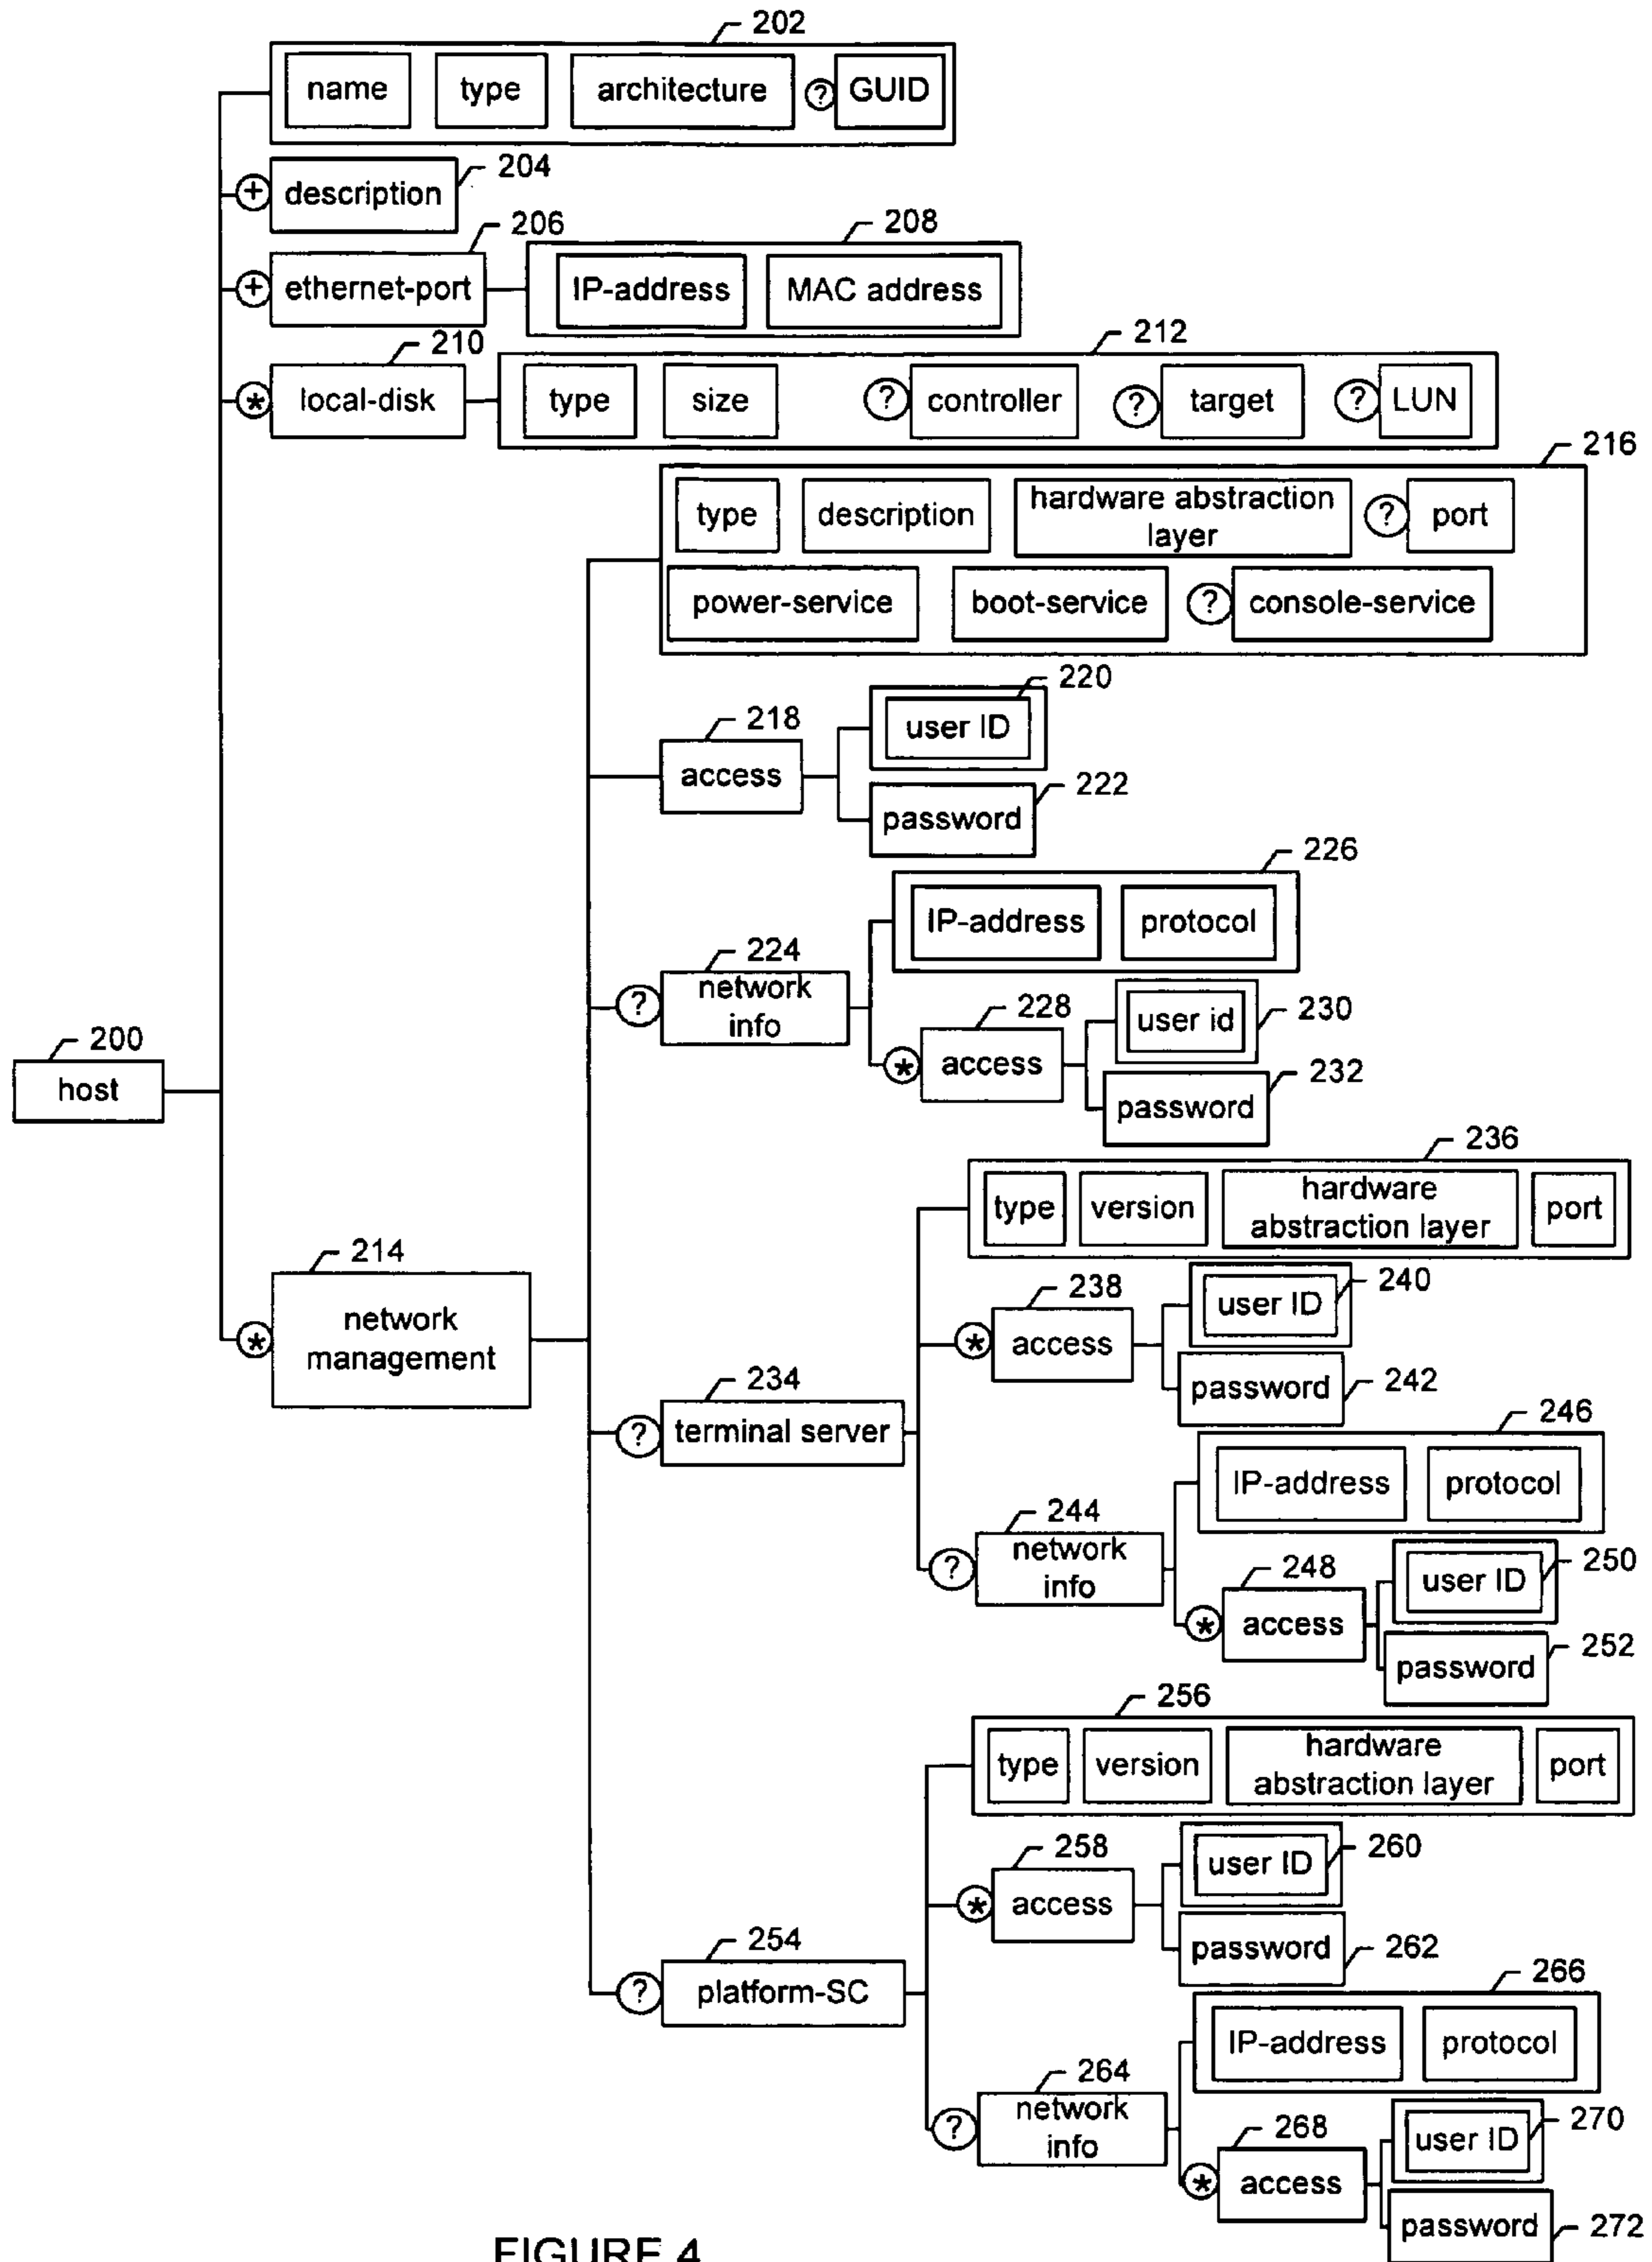 202
name type architecture ? GUID
204
+ description
206
208
+ ethernet-port IP-address MAC address
210
212
* local-disk type size ? controller ? target ? LUN
216
type description hardware abstraction layer ? port
power-service boot-service ? console-service
220
user ID
218
access
222
password
226
IP-address protocol
224
? network info
230
user id
228
* access
232
password
200
host
236
type version hardware abstraction layer port
214
* network management
240
user ID
238
* access
242
password
234
? terminal server
246
IP-address protocol
244
? network info
250
user ID
248
* access
252
password
256
type version hardware abstraction layer port
260
user ID
258
* access
262
password
254
? platform-SC
266
IP-address protocol
264
? network info
270
user ID
268
* access
272
password
FIGURE 4